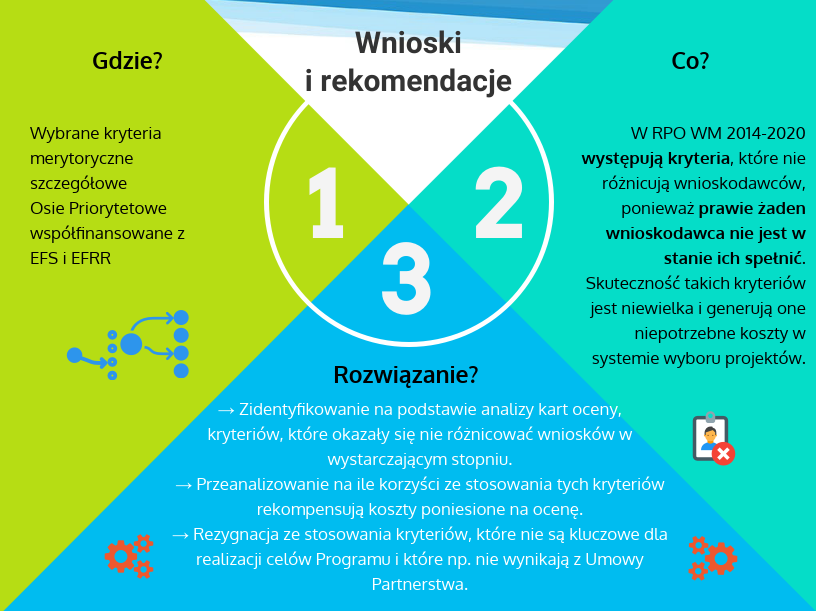 Wnioski
i rekomendacje
Gdzie?
Wybrane kryteria
merytoryczne
szczegółowe
Osie Priorytetowe
współfinansowane z
EFS i EFRR
1
Co?
W RPO WM 2014-2020
występują kryteria, które nie
różnicują wnioskodawców,
ponieważ prawie żaden
wnioskodawca nie jest w
stanie ich spełnić.
Skuteczność takich kryteriów
jest niewielka i generują one
niepotrzebne koszty w
systemie wyboru projektów.
2
3
Rozwiązanie?
→ Zidentyfikowanie na podstawie analizy kart oceny,
kryteriów, które okazały się nie różnicować wniosków w
wystarczającym stopniu.
→ Przeanalizowanie na ile korzyści ze stosowania tych kryteriów
rekompensują koszty poniesione na ocenę.
→ Rezygnacja ze stosowania kryteriów, które nie są kluczowe dla
realizacji celów Programu i które np. nie wynikają z Umowy
Partnerstwa.